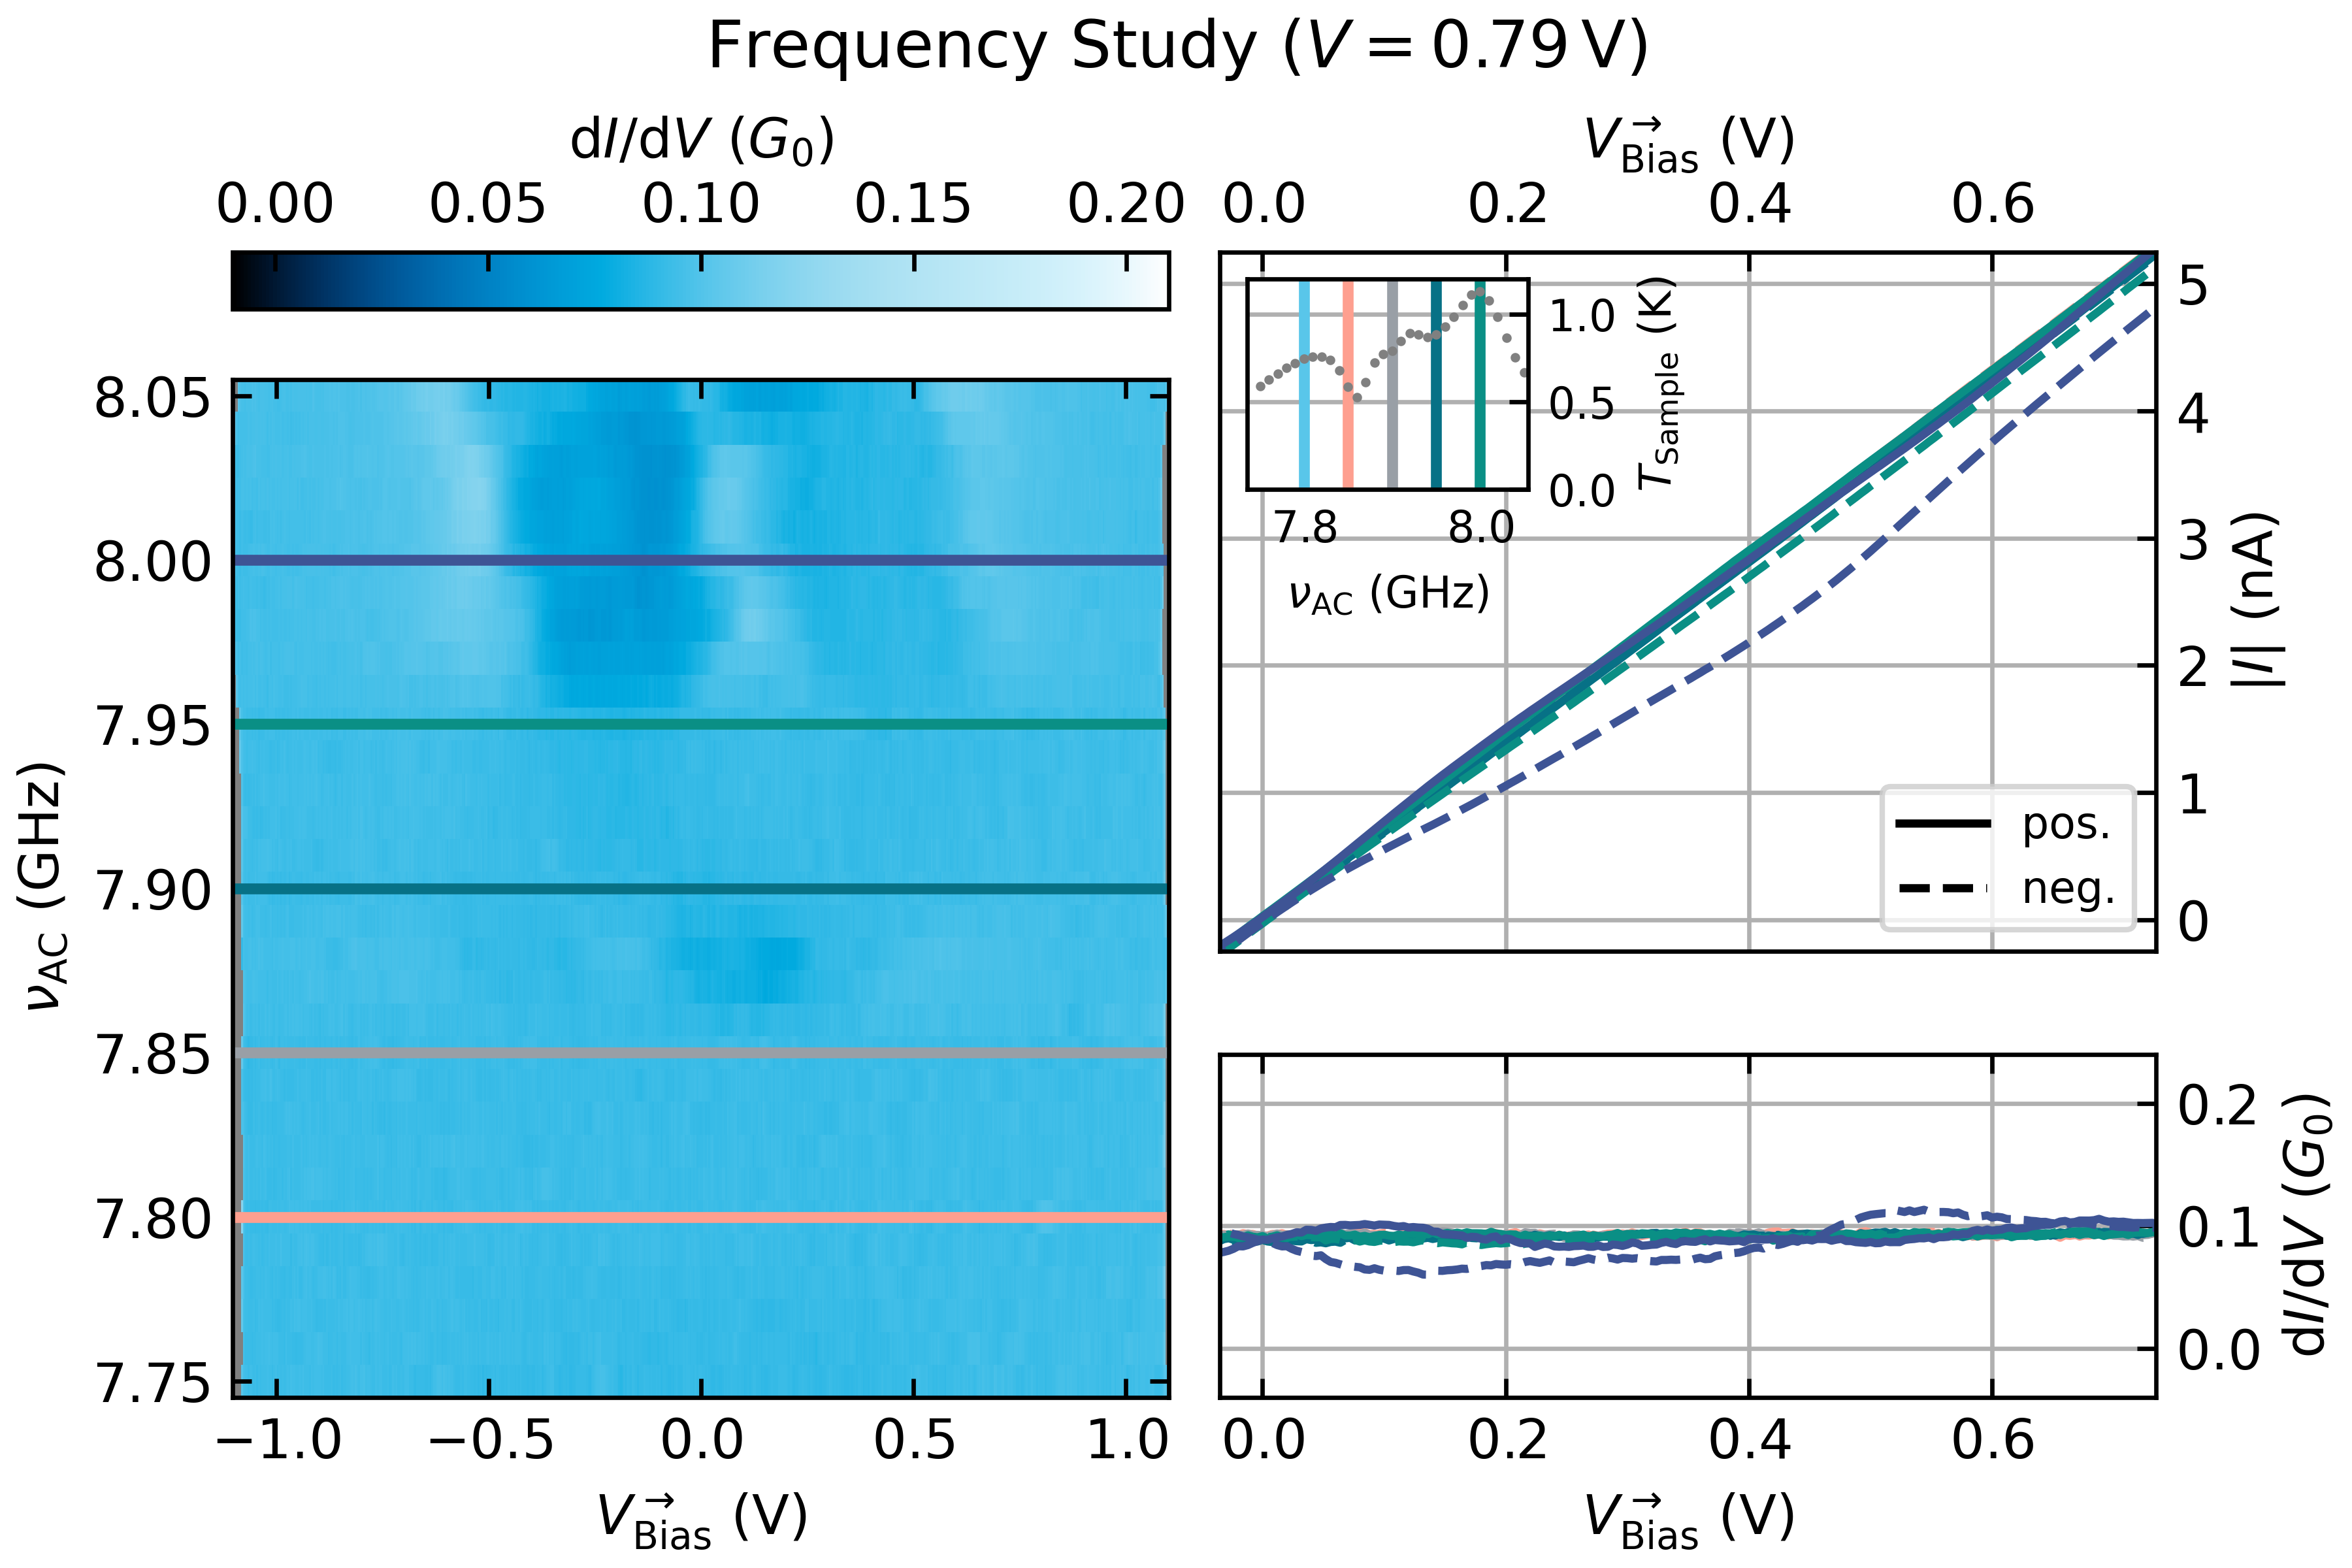 Frequency Study (V = 0.79 V)
dI/dV (G₀)
0.00 0.05 0.10 0.15 0.20
V→Bias (V)
0.0 0.2 0.4 0.6
8.05
8.00
7.95
7.90
7.85
7.80
7.75
νAC (GHz)
−1.0 −0.5 0.0 0.5 1.0
V→Bias (V)
1.0
0.5
0.0
TSample (K)
7.8 8.0
νAC (GHz)
5
4
3
2
1
0
|I| (nA)
pos.
neg.
0.2
0.1
0.0
dI/dV (G₀)
0.0 0.2 0.4 0.6
V→Bias (V)